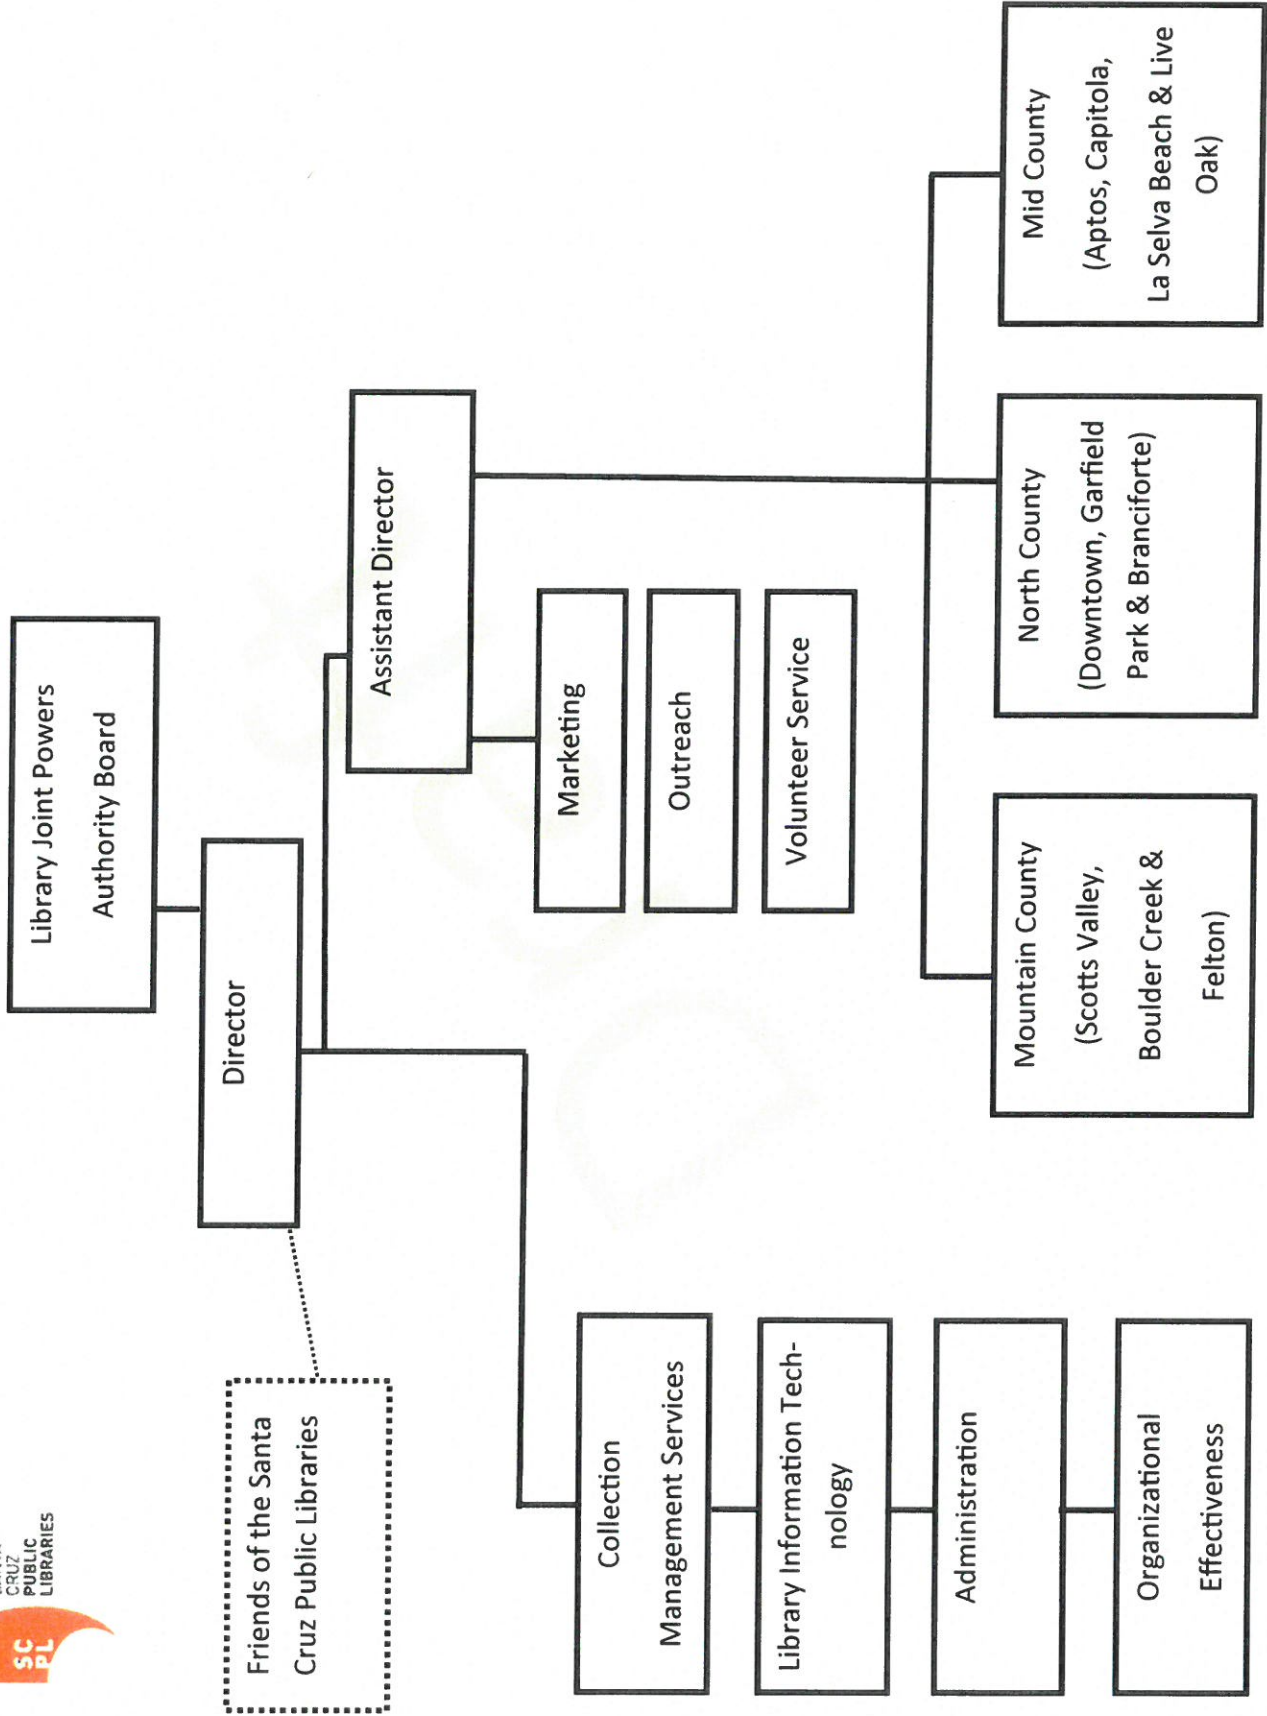 SC
PL
CRUZ
PUBLIC
LIBRARIES
Library Joint Powers
Authority Board
Director
Friends of the Santa
Cruz Public Libraries
Assistant Director
Marketing
Outreach
Volunteer Service
Collection
Management Services
Library Information Tech-
nology
Administration
Organizational
Effectiveness
Mountain County
(Scotts Valley,
Boulder Creek &
Felton)
North County
(Downtown, Garfield
Park & Branciforte)
Mid County
(Aptos, Capitola,
La Selva Beach & Live
Oak)